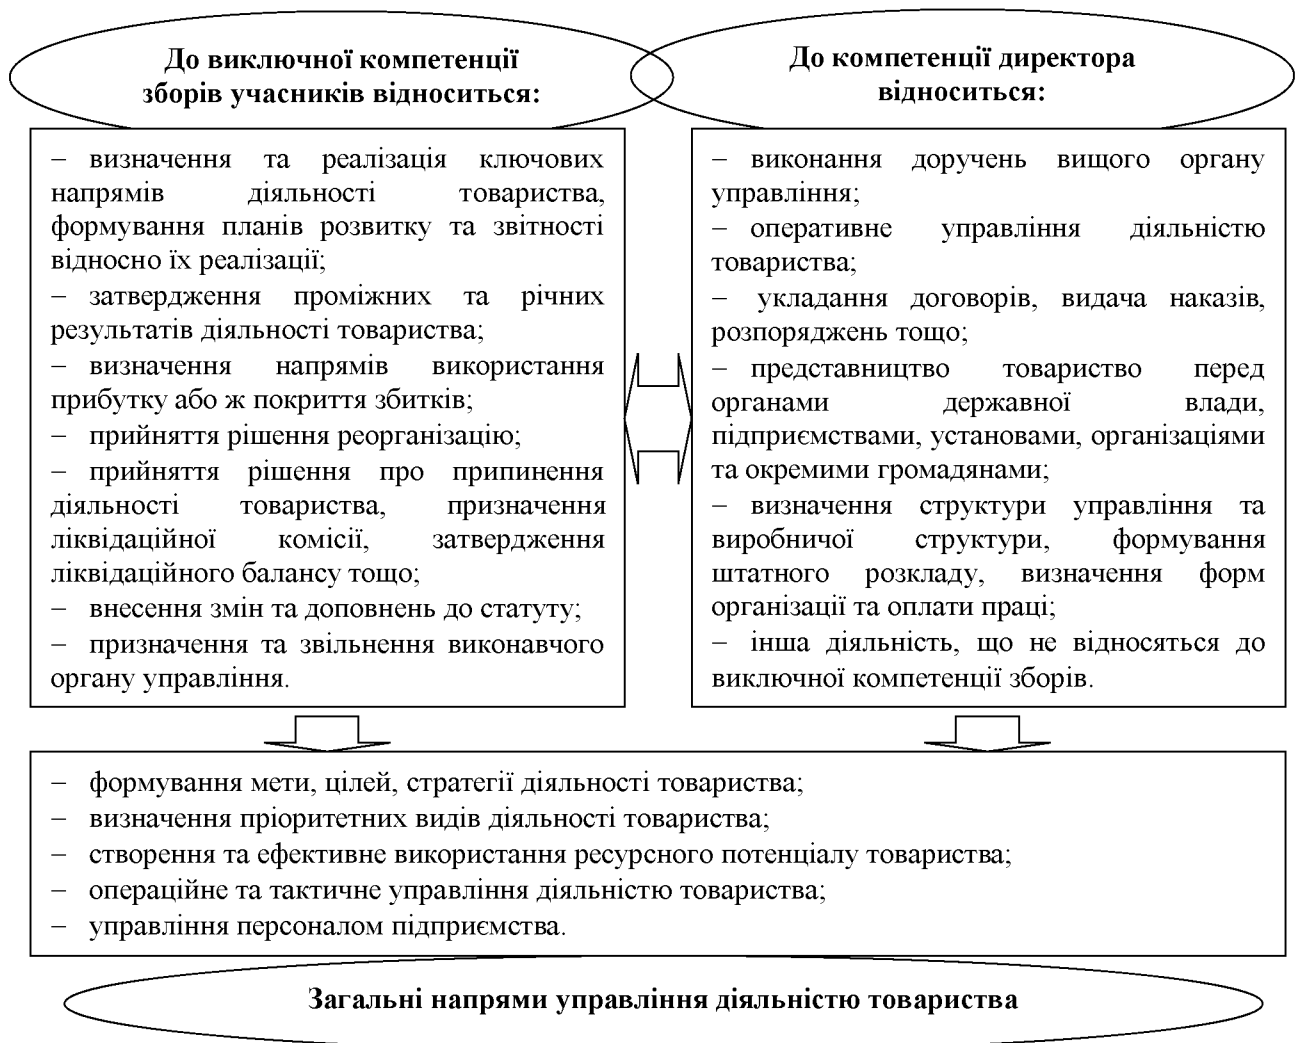 До виключної компетенції
зборів учасників відноситься:
– визначення та реалізація ключових
напрямів діяльності товариства,
формування планів розвитку та звітності
відносно їх реалізації;
– затвердження проміжних та річних
результатів діяльності товариства;
– визначення напрямів використання
прибутку або ж покриття збитків;
– прийняття рішення реорганізацію;
– прийняття рішення про припинення
діяльності товариства, призначення
ліквідаційної комісії, затвердження
ліквідаційного балансу тощо;
– внесення змін та доповнень до статуту;
– призначення та звільнення виконавчого
органу управління.
До компетенції директора
відноситься:
– виконання доручень вищого органу
управління;
– оперативне управління діяльністю
товариства;
– укладання договорів, видача наказів,
розпоряджень тощо;
– представництво товариство перед
органами державної влади,
підприємствами, установами, організаціями
та окремими громадянами;
– визначення структури управління та
виробничої структури, формування
штатного розкладу, визначення форм
організації та оплати праці;
– інша діяльність, що не відносяться до
виключної компетенції зборів.
– формування мети, цілей, стратегії діяльності товариства;
– визначення пріоритетних видів діяльності товариства;
– створення та ефективне використання ресурсного потенціалу товариства;
– операційне та тактичне управління діяльністю товариства;
– управління персоналом підприємства.
Загальні напрями управління діяльністю товариства